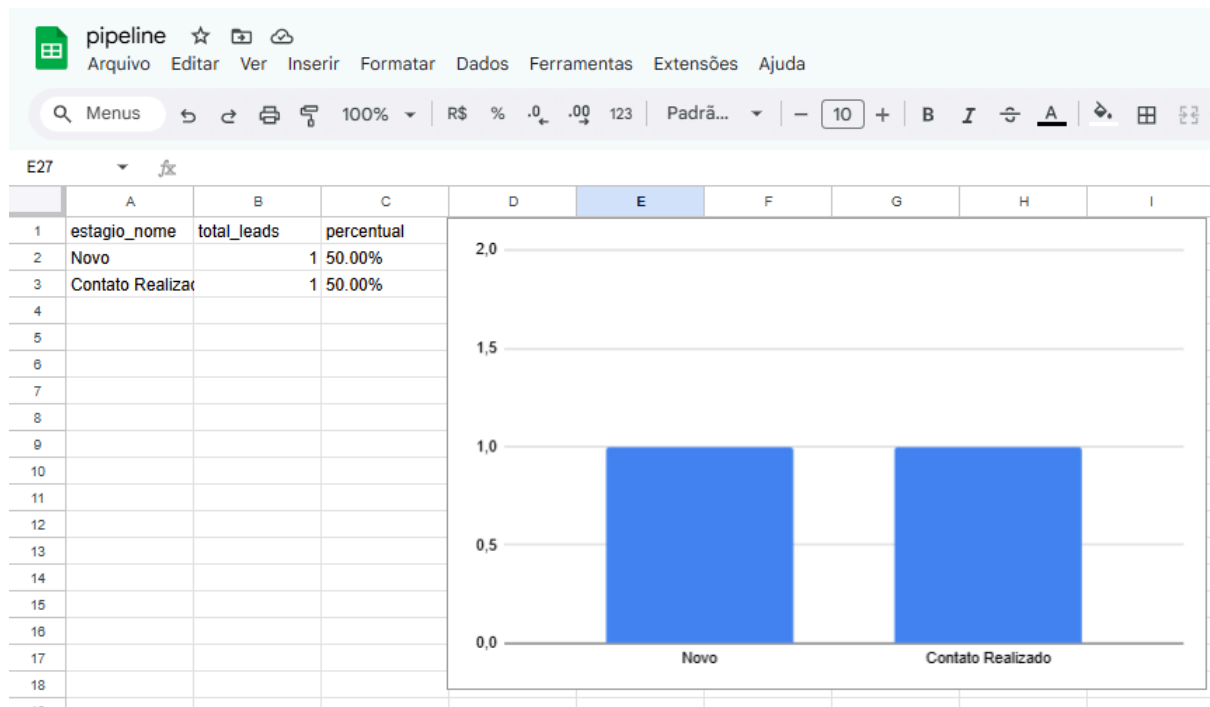 pipeline
Arquivo Editar Ver Inserir Formatar Dados Ferramentas Extensões Ajuda
Menus 100% R$ % .0 .00 123 Padrã... 10 B I A
E27 fx
A B C D E F G H I
1 estagio_nome total_leads percentual
2 Novo 1 50.00%
3 Contato Realizad 1 50.00%
4
5
6
7
8
9
10
11
12
13
14
15
16
17
18
2,0
1,5
1,0
0,5
0,0
Novo Contato Realizado